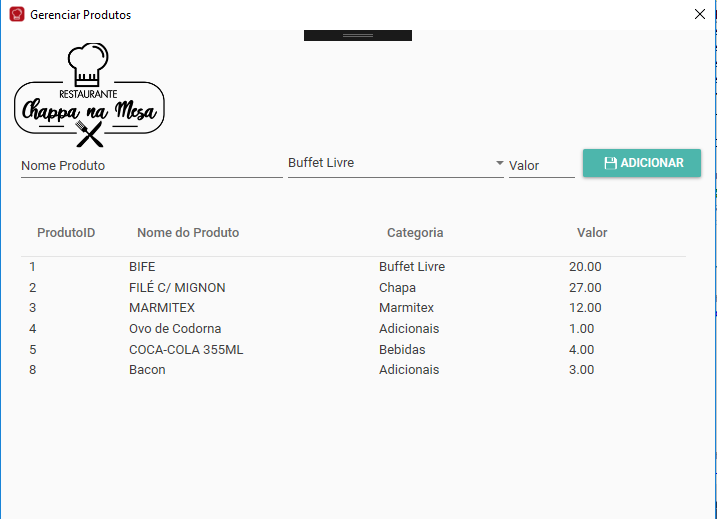 Gerenciar Produtos
RESTAURANTE
Chappa na Mesa
Nome Produto Buffet Livre Valor ADICIONAR
ProdutoID Nome do Produto Categoria Valor
1 BIFE Buffet Livre 20.00
2 FILÉ C/ MIGNON Chapa 27.00
3 MARMITEX Marmitex 12.00
4 Ovo de Codorna Adicionais 1.00
5 COCA-COLA 355ML Bebidas 4.00
8 Bacon Adicionais 3.00